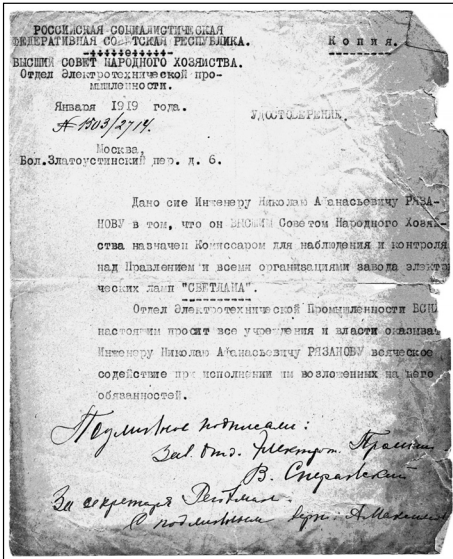 РОССИЙСКАЯ СОЦИАЛИСТИЧЕСКАЯ
ФЕДЕРАТИВНАЯ СОВЕТСКАЯ РЕСПУБЛИКА.
Копия.
ВЫСШИЙ СОВЕТ НАРОДНОГО ХОЗЯЙСТВА.
Отдел Электротехнической про-
мышленности.
Января 1919 года.
№ 1503/2714.
УДОСТОВЕРЕНИЕ.
Москва,
Бол.Златоустинский пер. д. 6.
Дано сие Инженеру Николаю Афанасьевичу РЯЗА-
НОВУ в том, что он ВЫСШИМ Советом Народного Хозяй-
ства назначен Комиссаром для наблюдения и контроля
над Правлением и всеми организациями завода электри
ческих ламп "СВЕТЛАНА".
Отдел Электротехнической Промышленности ВСНХ
настоящим просит все учреждения и власти оказыват
Инженеру Николаю Афанасьевичу РЯЗАНОВУ всяческое
содействие при исполнении им возложенных на него
обязанностей.
Подлинное подписали:
Зав. Отд. Электрот. Промыш.
В.
За секретаря
С подлинным верно: